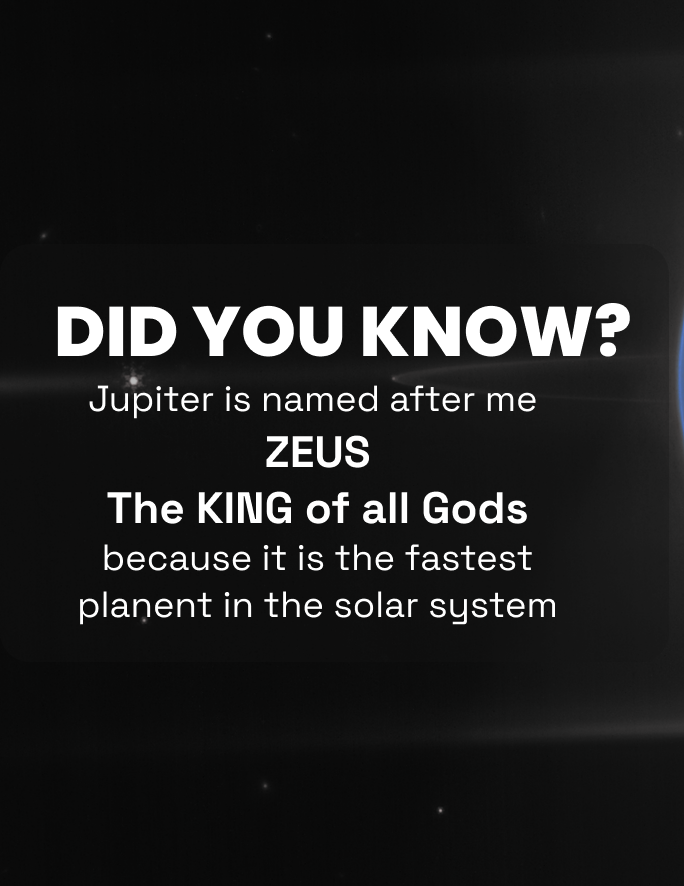 DID YOU KNOW?
Jupiter is named after me
ZEUS
The KING of all Gods
because it is the fastest
planent in the solar system